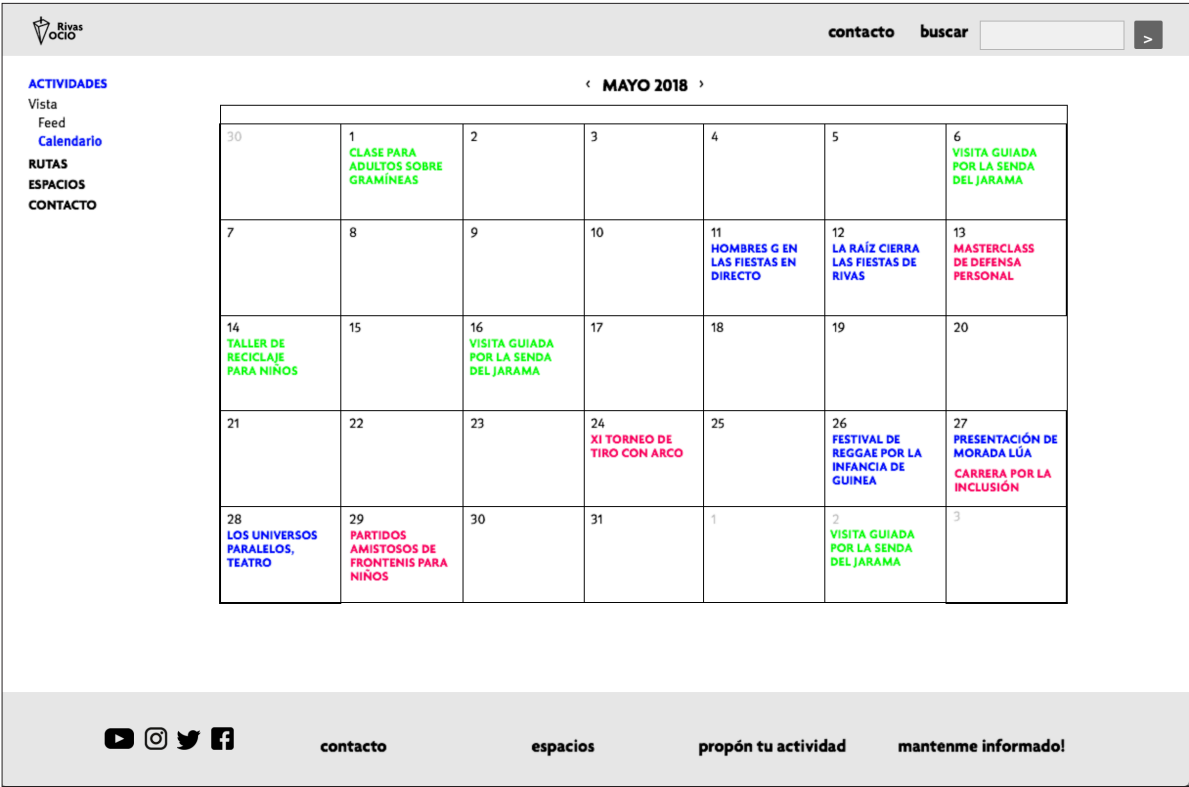 Rivas
OCIO
contacto
buscar
>
ACTIVIDADES
Vista
Feed
Calendario
RUTAS
ESPACIOS
CONTACTO
‹ MAYO 2018 ›
30
1
CLASE PARA
ADULTOS SOBRE
GRAMÍNEAS
2
3
4
5
6
VISITA GUIADA
POR LA SENDA
DEL JARAMA
7
8
9
10
11
HOMBRES G EN
LAS FIESTAS EN
DIRECTO
12
LA RAÍZ CIERRA
LAS FIESTAS DE
RIVAS
13
MASTERCLASS
DE DEFENSA
PERSONAL
14
TALLER DE
RECICLAJE
PARA NIÑOS
15
16
VISITA GUIADA
POR LA SENDA
DEL JARAMA
17
18
19
20
21
22
23
24
XI TORNEO DE
TIRO CON ARCO
25
26
FESTIVAL DE
REGGAE POR LA
INFANCIA DE
GUINEA
27
PRESENTACIÓN DE
MORADA LÚA
CARRERA POR LA
INCLUSIÓN
28
LOS UNIVERSOS
PARALELOS,
TEATRO
29
PARTIDOS
AMISTOSOS DE
FRONTENIS PARA
NIÑOS
30
31
1
2
VISITA GUIADA
POR LA SENDA
DEL JARAMA
3
contacto
espacios
propón tu actividad
mantenme informado!